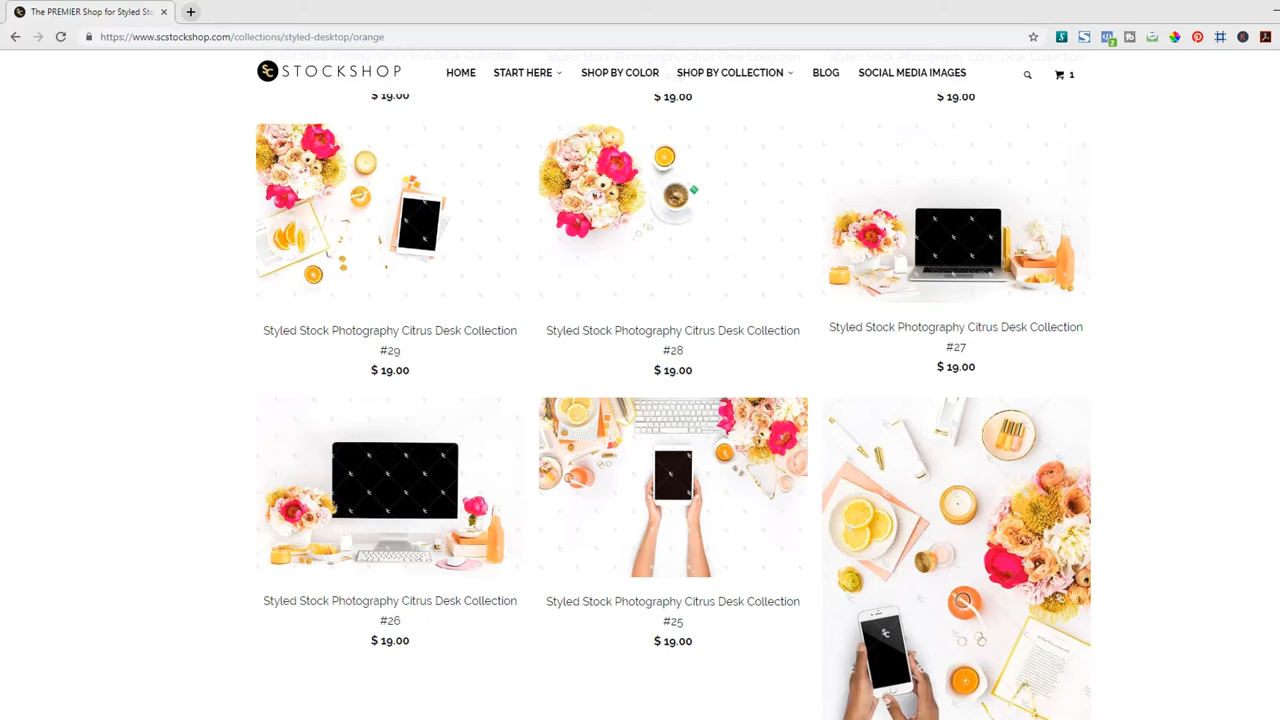 The PREMIER Shop for Styled Sto
https://www.scstockshop.com/collections/styled-desktop/orange
2
SC STOCKSHOP
HOME
START HERE
SHOP BY COLOR
SHOP BY COLLECTION
BLOG
SOCIAL MEDIA IMAGES
1
$ 19.00
$ 19.00
$ 19.00
Styled Stock Photography Citrus Desk Collection
#29
$ 19.00
Styled Stock Photography Citrus Desk Collection
#28
$ 19.00
Styled Stock Photography Citrus Desk Collection
#27
$ 19.00
Styled Stock Photography Citrus Desk Collection
#26
$ 19.00
Styled Stock Photography Citrus Desk Collection
#25
$ 19.00